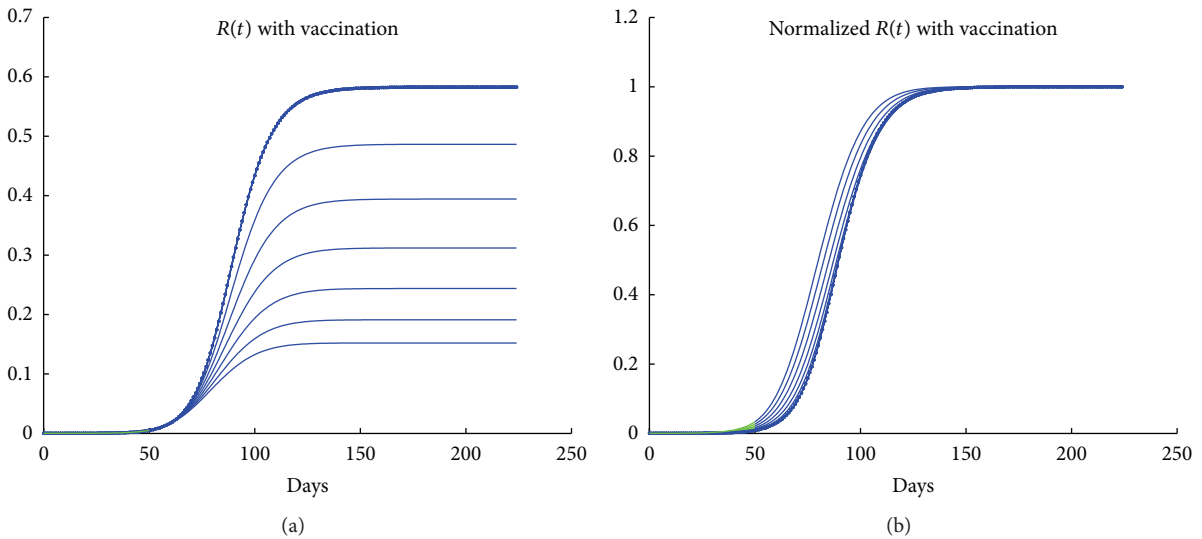 R(t) with vaccination
0.7
0.6
0.5
0.4
0.3
0.2
0.1
0
0 50 100 150 200 250
Days
(a)
Normalized R(t) with vaccination
1.2
1
0.8
0.6
0.4
0.2
0
0 50 100 150 200 250
Days
(b)